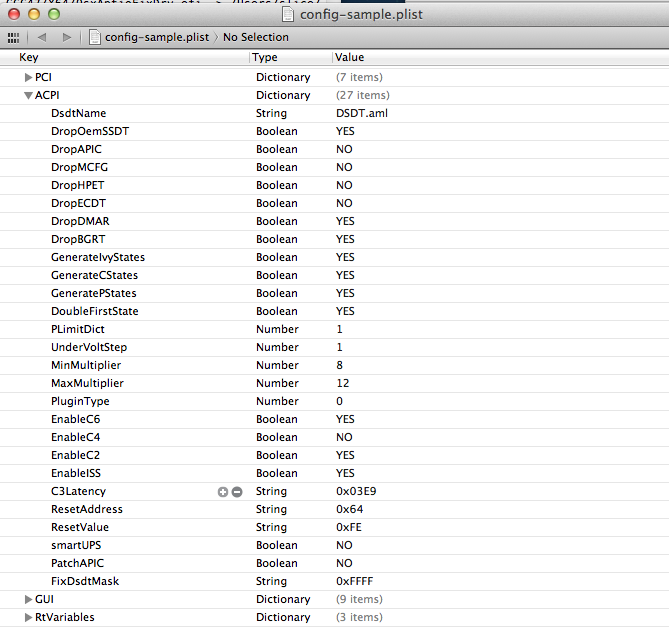 config-sample.plist
config-sample.plist No Selection
Key Type Value
PCI Dictionary (7 items)
ACPI Dictionary (27 items)
DsdtName String DSDT.aml
DropOemSSDT Boolean YES
DropAPIC Boolean NO
DropMCFG Boolean NO
DropHPET Boolean NO
DropECDT Boolean NO
DropDMAR Boolean YES
DropBGRT Boolean YES
GenerateIvyStates Boolean YES
GenerateCStates Boolean YES
GeneratePStates Boolean YES
DoubleFirstState Boolean YES
PLimitDict Number 1
UnderVoltStep Number 1
MinMultiplier Number 8
MaxMultiplier Number 12
PluginType Number 0
EnableC6 Boolean YES
EnableC4 Boolean NO
EnableC2 Boolean YES
EnableISS Boolean YES
C3Latency String 0x03E9
ResetAddress String 0x64
ResetValue String 0xFE
smartUPS Boolean NO
PatchAPIC Boolean NO
FixDsdtMask String 0xFFFF
GUI Dictionary (9 items)
RtVariables Dictionary (3 items)